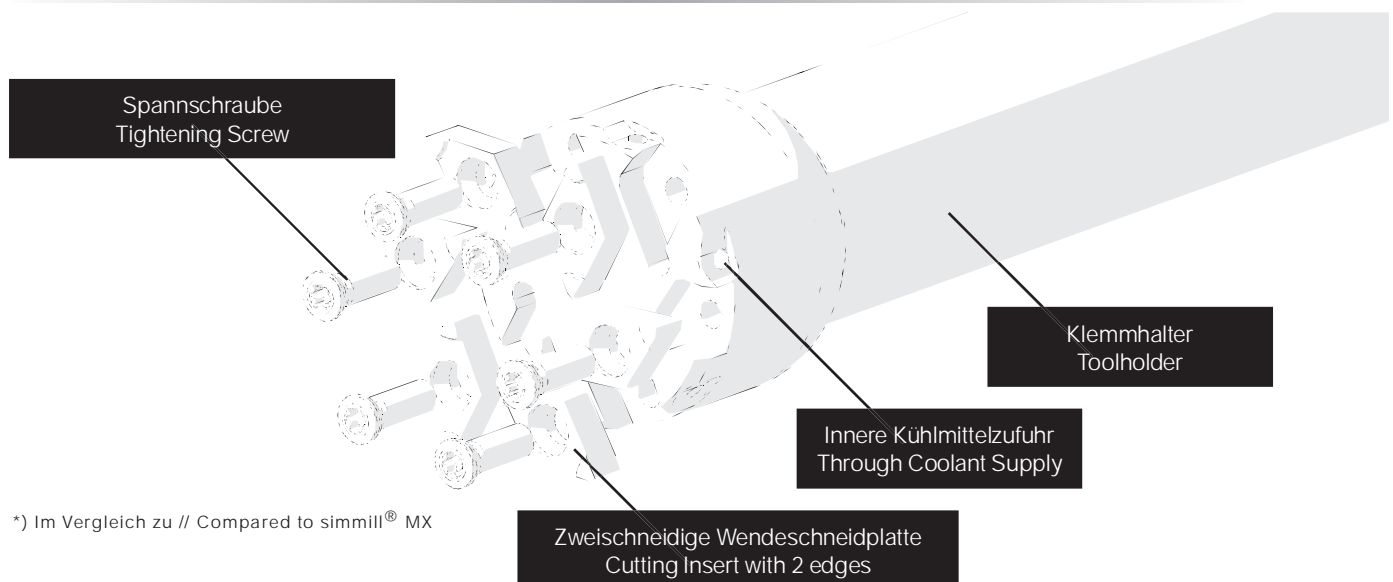 Spannschraube
Tightening Screw
Klemmhalter
Toolholder
Innere Kühlmittelzufuhr
Through Coolant Supply
*) Im Vergleich zu // Compared to simmill® MX
Zweischneidige Wendeschneidplatte
Cutting Insert with 2 edges